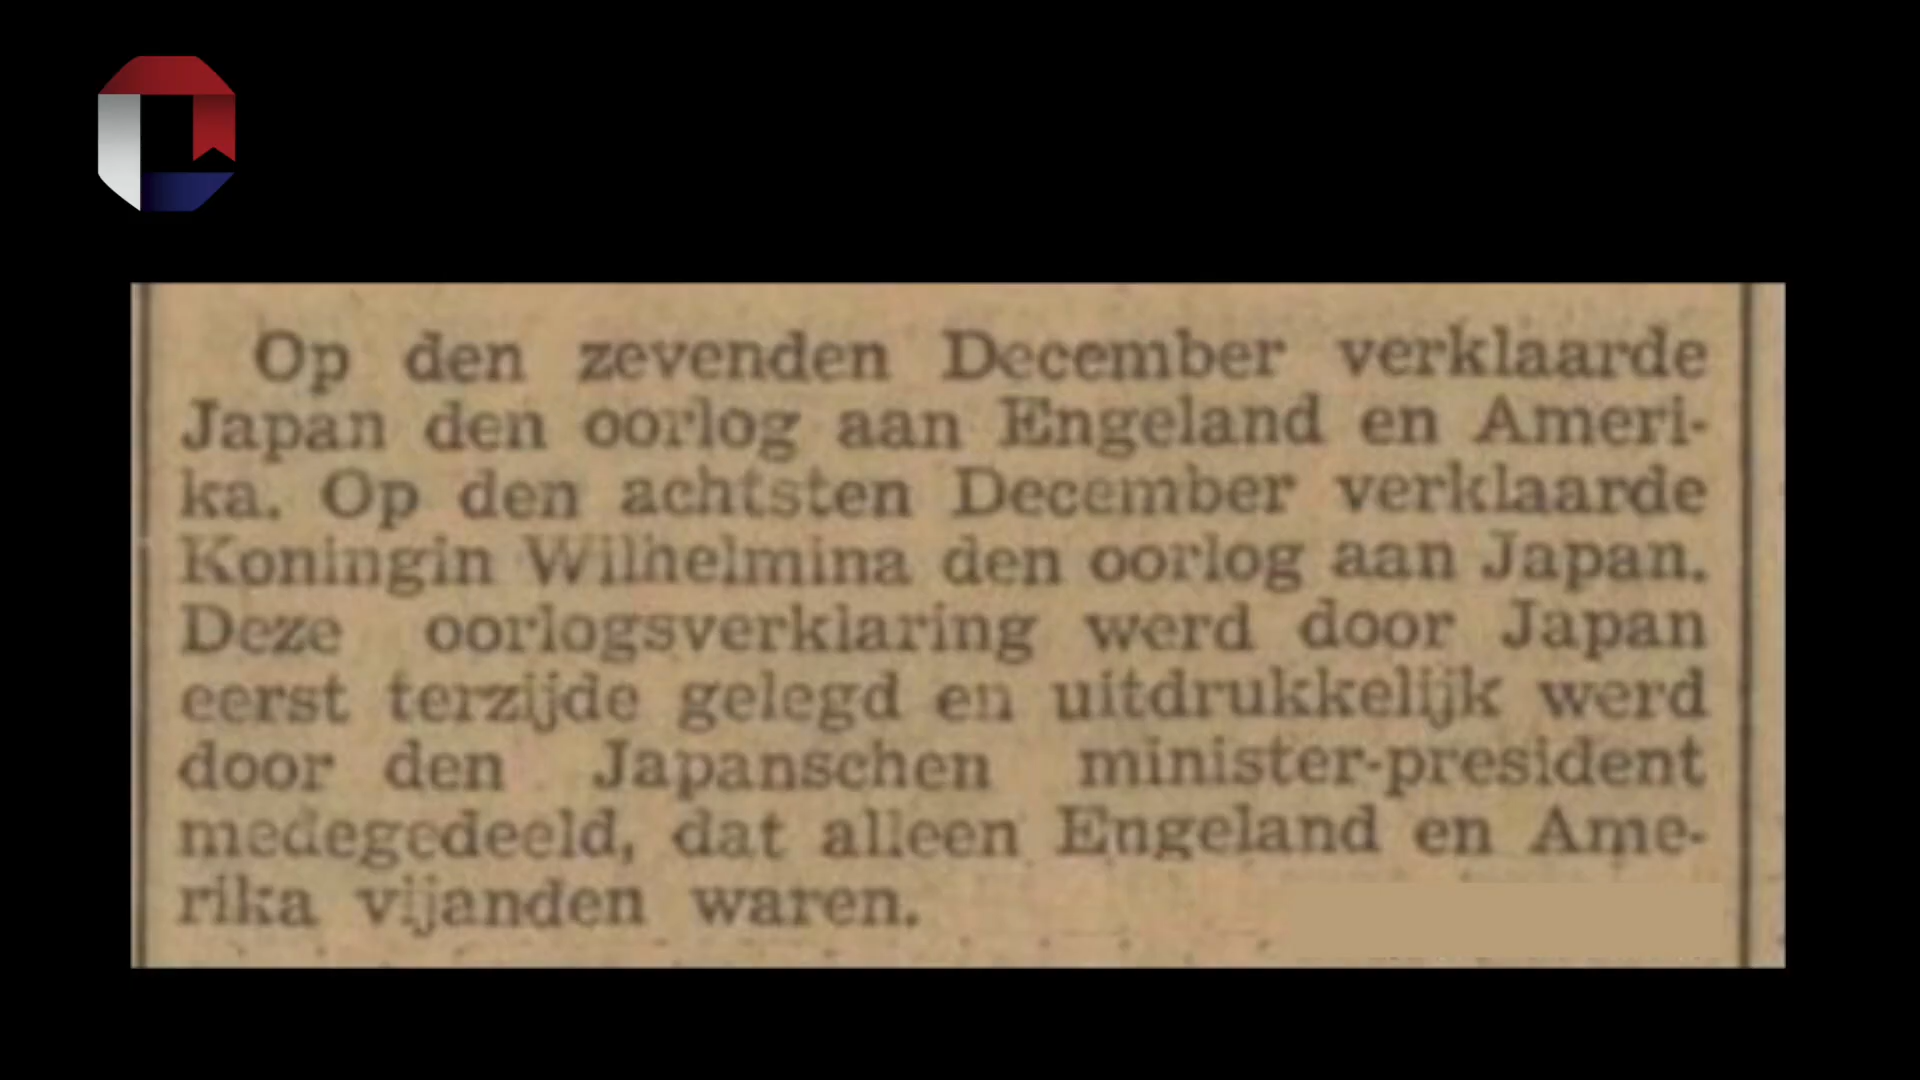 Op den zevenden December verklaarde
Japan den oorlog aan Engeland en Ameri-
ka. Op den achtsten December verklaarde
Koningin Wilhelmina den oorlog aan Japan.
Deze oorlogsverklaring werd door Japan
eerst terzijde gelegd en uitdrukkelijk werd
door den Japanschen minister-president
medegedeeld, dat alleen Engeland en Ame-
rika vijanden waren.